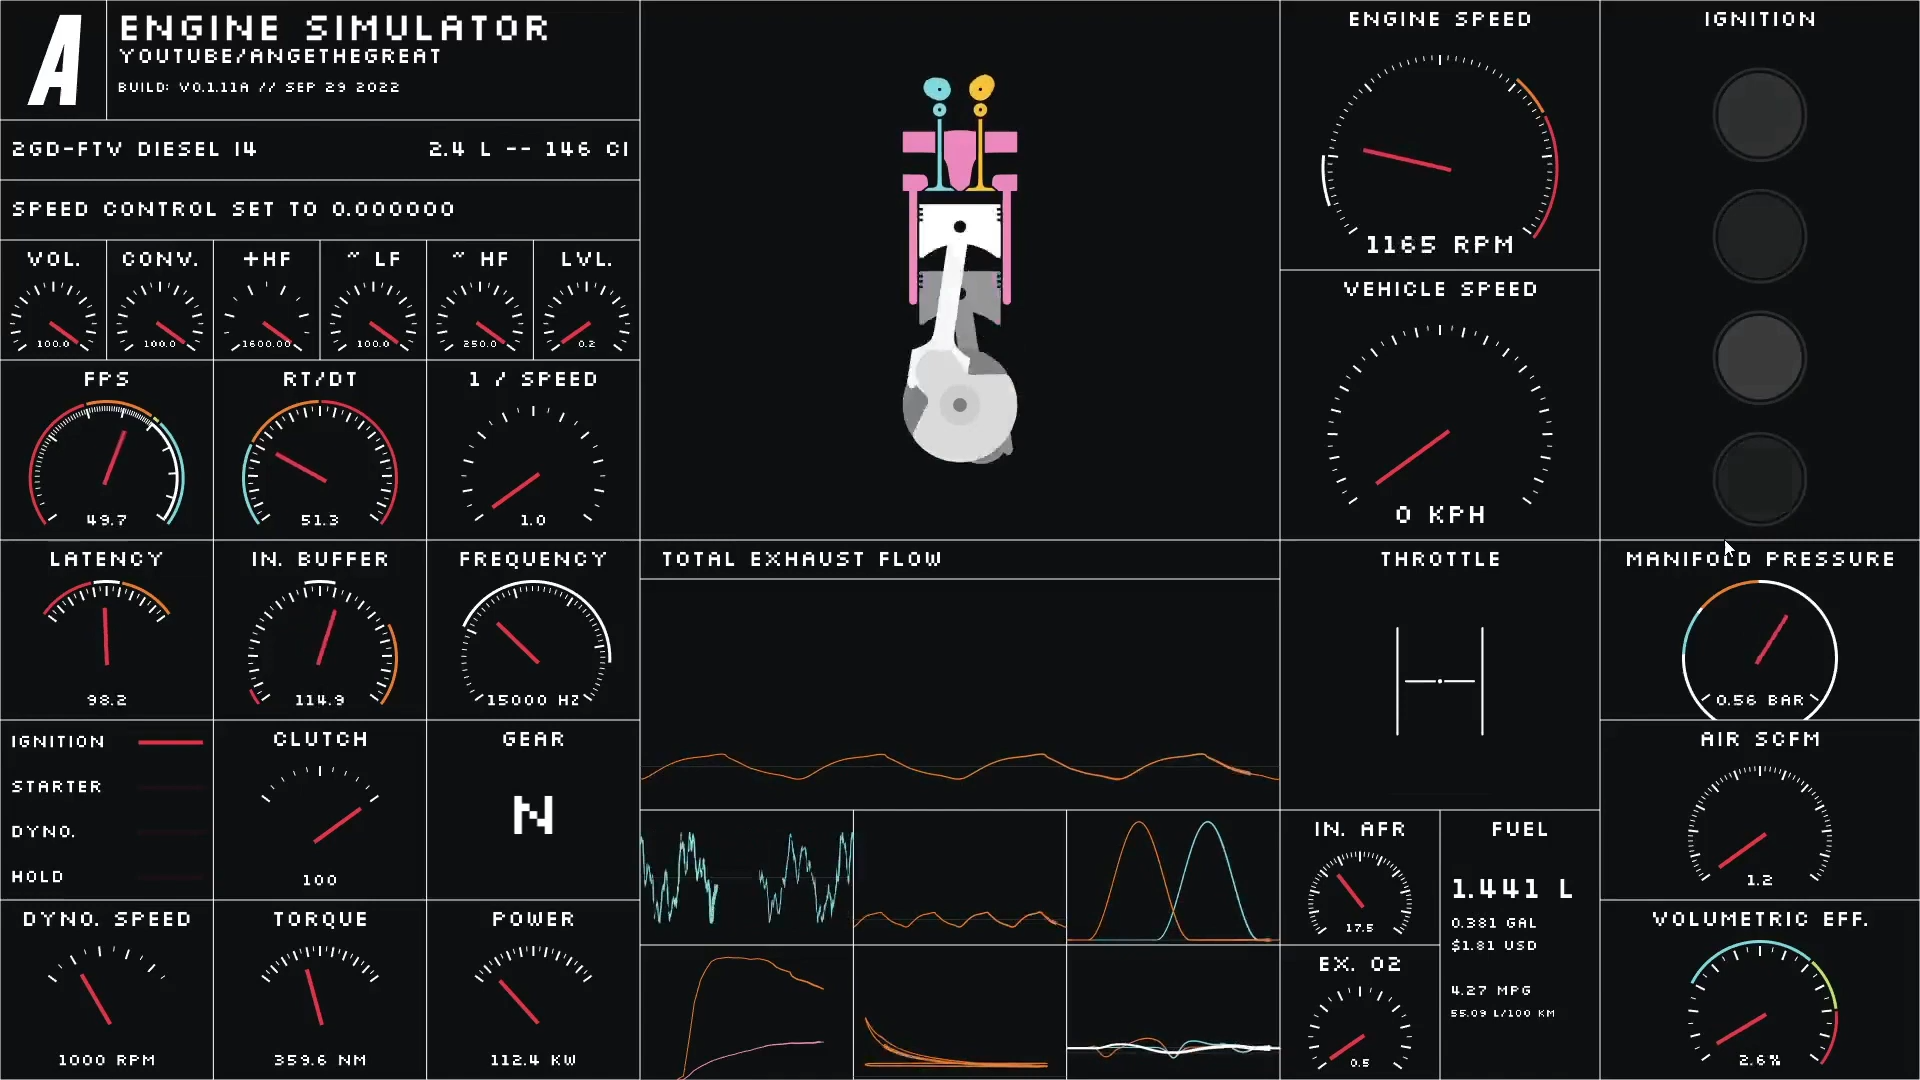 A
ENGINE SIMULATOR
YOUTUBE/ANGETHEGREAT
BUILD: V0.1.11A // SEP 29 2022
2GD-FTV DIESEL I4
2.4 L -- 146 CI
SPEED CONTROL SET TO 0.000000
VOL.
100.0
CONV.
100.0
+HF
1600.00
~ LF
100.0
~ HF
250.0
LVL.
0.2
FPS
49.7
RT/DT
51.3
1 / SPEED
1.0
LATENCY
98.2
IN. BUFFER
114.9
FREQUENCY
15000 HZ
IGNITION
STARTER
DYNO.
HOLD
CLUTCH
100
GEAR
N
DYNO. SPEED
1000 RPM
TORQUE
359.6 NM
POWER
112.4 KW
TOTAL EXHAUST FLOW
ENGINE SPEED
1165 RPM
VEHICLE SPEED
0 KPH
THROTTLE
IN. AFR
17.5
EX. O2
0.5
FUEL
1.441 L
0.381 GAL
$1.81 USD
4.27 MPG
55.09 L/100 KM
IGNITION
MANIFOLD PRESSURE
0.56 BAR
AIR SCFM
1.2
VOLUMETRIC EFF.
2.6%